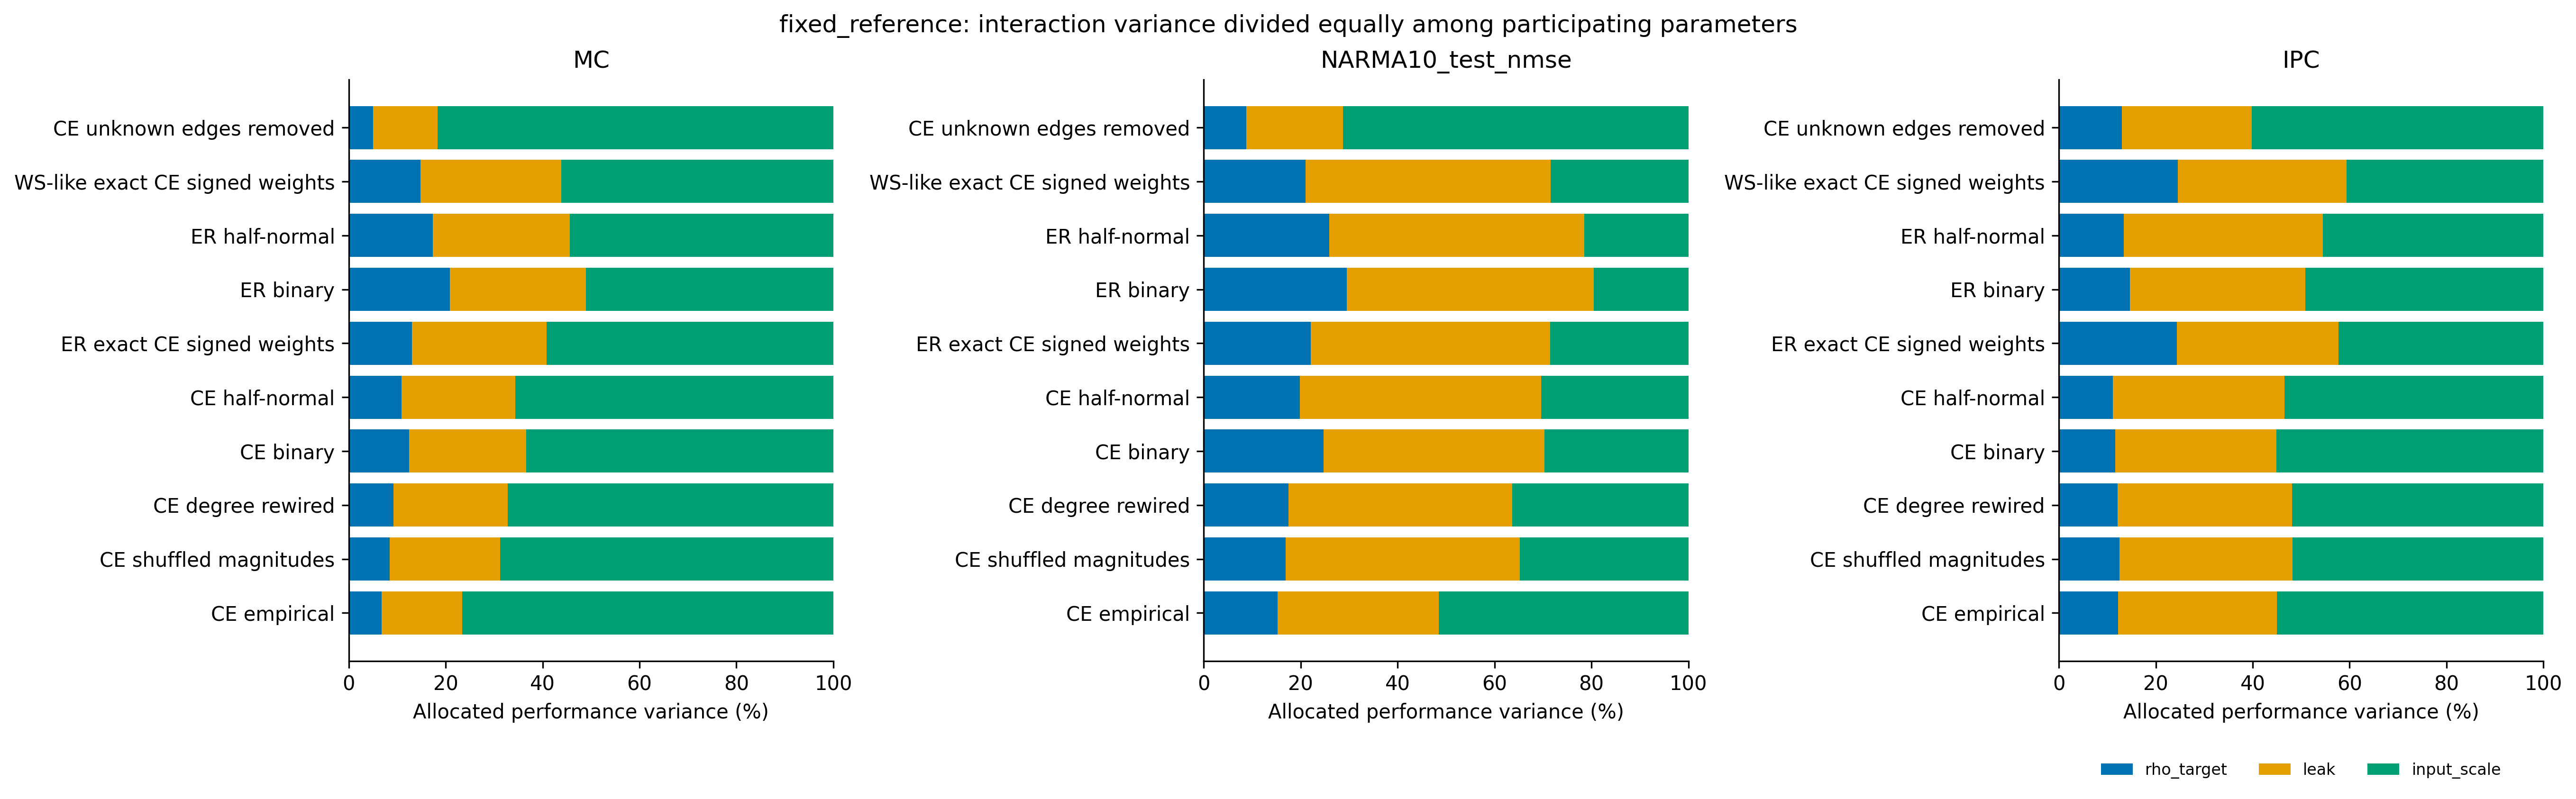 fixed_reference: interaction variance divided equally among participating parameters
MC
CE unknown edges removed
WS-like exact CE signed weights
ER half-normal
ER binary
ER exact CE signed weights
CE half-normal
CE binary
CE degree rewired
CE shuffled magnitudes
CE empirical
0 20 40 60 80 100
Allocated performance variance (%)
NARMA10_test_nmse
CE unknown edges removed
WS-like exact CE signed weights
ER half-normal
ER binary
ER exact CE signed weights
CE half-normal
CE binary
CE degree rewired
CE shuffled magnitudes
CE empirical
0 20 40 60 80 100
Allocated performance variance (%)
IPC
CE unknown edges removed
WS-like exact CE signed weights
ER half-normal
ER binary
ER exact CE signed weights
CE half-normal
CE binary
CE degree rewired
CE shuffled magnitudes
CE empirical
0 20 40 60 80 100
Allocated performance variance (%)
rho_target leak input_scale